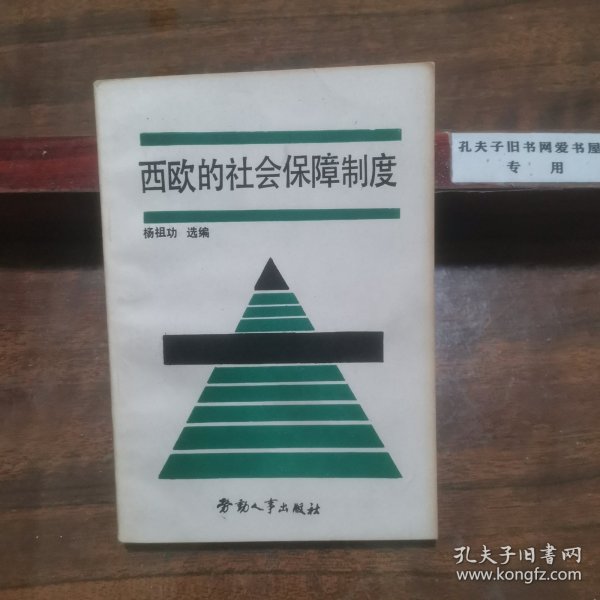 西欧的社会保障制度
杨祖功 选编
劳动人事出版社
孔夫子旧书网爱书屋
专 用
孔夫子旧书网
www.kongfz.com